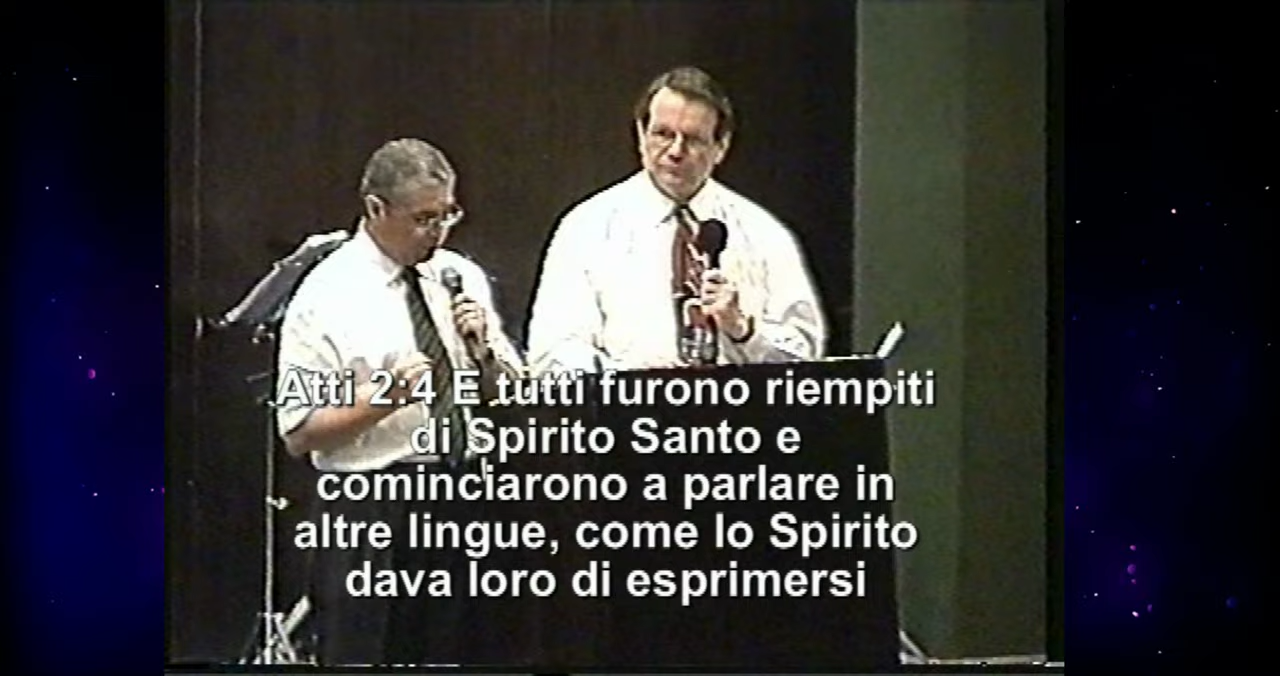 Atti 2:4 E tutti furono riempiti
di Spirito Santo e
cominciarono a parlare in
altre lingue, come lo Spirito
dava loro di esprimersi